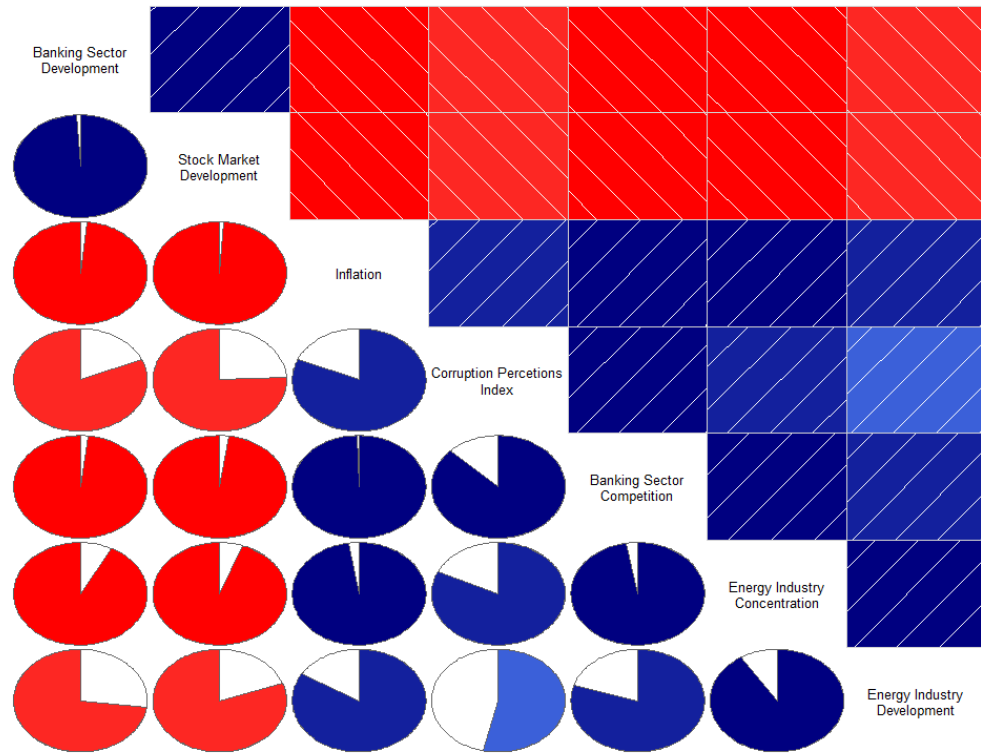 Banking Sector
Development
Stock Market
Development
Inflation
Corruption Percetions
Index
Banking Sector
Competition
Energy Industry
Concentration
Energy Industry
Development